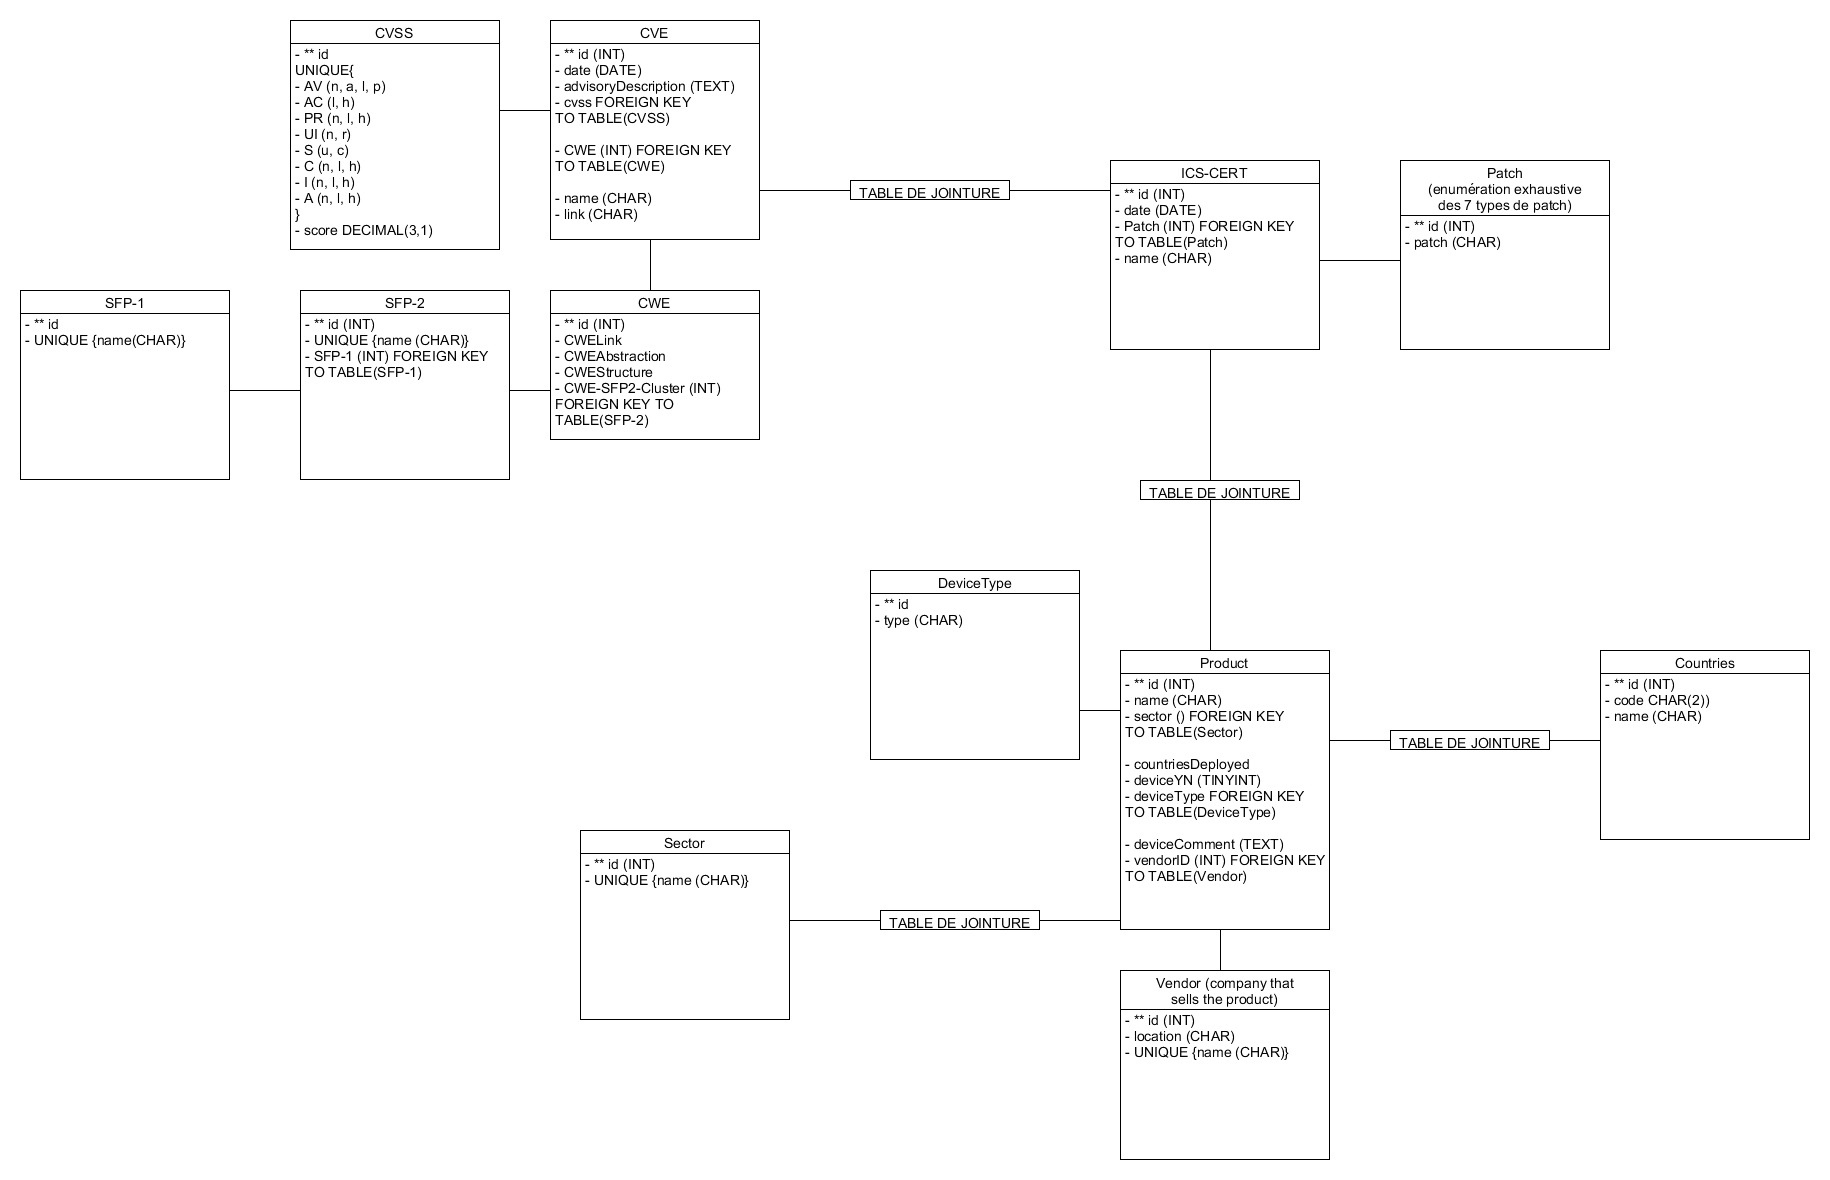 CVSS
- ** id
UNIQUE{
- AV (n, a, l, p)
- AC (l, h)
- PR (n, l, h)
- UI (n, r)
- S (u, c)
- C (n, l, h)
- I (n, l, h)
- A (n, l, h)
}
- score DECIMAL(3,1)
CVE
- ** id (INT)
- date (DATE)
- advisoryDescription (TEXT)
- cvss FOREIGN KEY
TO TABLE(CVSS)
- CWE (INT) FOREIGN KEY
TO TABLE(CWE)
- name (CHAR)
- link (CHAR)
TABLE DE JOINTURE
ICS-CERT
- ** id (INT)
- date (DATE)
- Patch (INT) FOREIGN KEY
TO TABLE(Patch)
- name (CHAR)
Patch
(enumération exhaustive
des 7 types de patch)
- ** id (INT)
- patch (CHAR)
SFP-1
- ** id
- UNIQUE {name(CHAR)}
SFP-2
- ** id (INT)
- UNIQUE {name (CHAR)}
- SFP-1 (INT) FOREIGN KEY
TO TABLE(SFP-1)
CWE
- ** id (INT)
- CWELink
- CWEAbstraction
- CWEStructure
- CWE-SFP2-Cluster (INT)
FOREIGN KEY TO
TABLE(SFP-2)
TABLE DE JOINTURE
DeviceType
- ** id
- type (CHAR)
Product
- ** id (INT)
- name (CHAR)
- sector () FOREIGN KEY
TO TABLE(Sector)
- countriesDeployed
- deviceYN (TINYINT)
- deviceType FOREIGN KEY
TO TABLE(DeviceType)
- deviceComment (TEXT)
- vendorID (INT) FOREIGN KEY
TO TABLE(Vendor)
TABLE DE JOINTURE
Countries
- ** id (INT)
- code CHAR(2))
- name (CHAR)
Sector
- ** id (INT)
- UNIQUE {name (CHAR)}
TABLE DE JOINTURE
Vendor (company that
sells the product)
- ** id (INT)
- location (CHAR)
- UNIQUE {name (CHAR)}